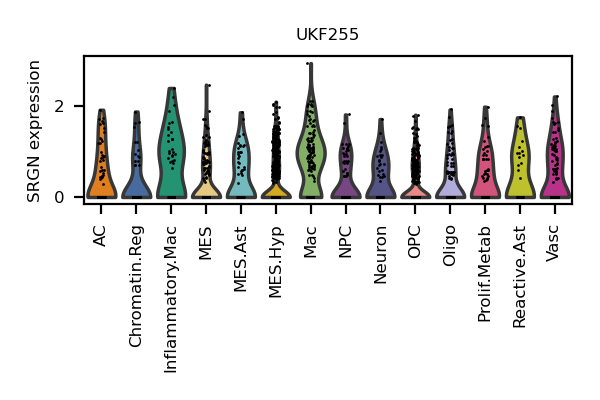 UKF255
SRGN expression
2
0
AC
Chromatin.Reg
Inflammatory.Mac
MES
MES.Ast
MES.Hyp
Mac
NPC
Neuron
OPC
Oligo
Prolif.Metab
Reactive.Ast
Vasc